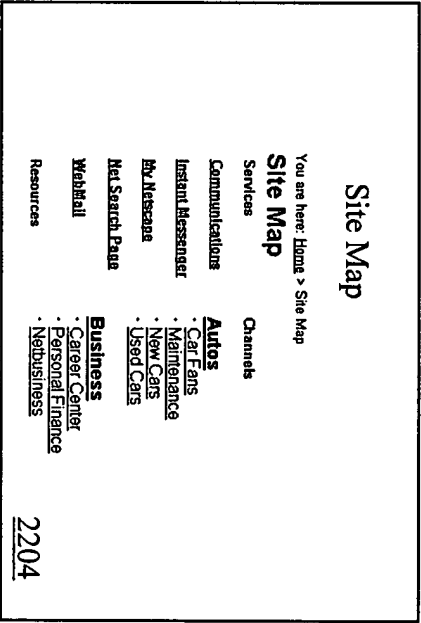 Site Map
You are here: Home > Site Map
Site Map
Services
Communications
Instant Messenger
My Netscape
Net Search Page
WebMail
Resources
Channels
Autos
· Car Fans
· Maintenance
· New Cars
· Used Cars
Business
· Career Center
· Personal Finance
· Netbusiness
2204